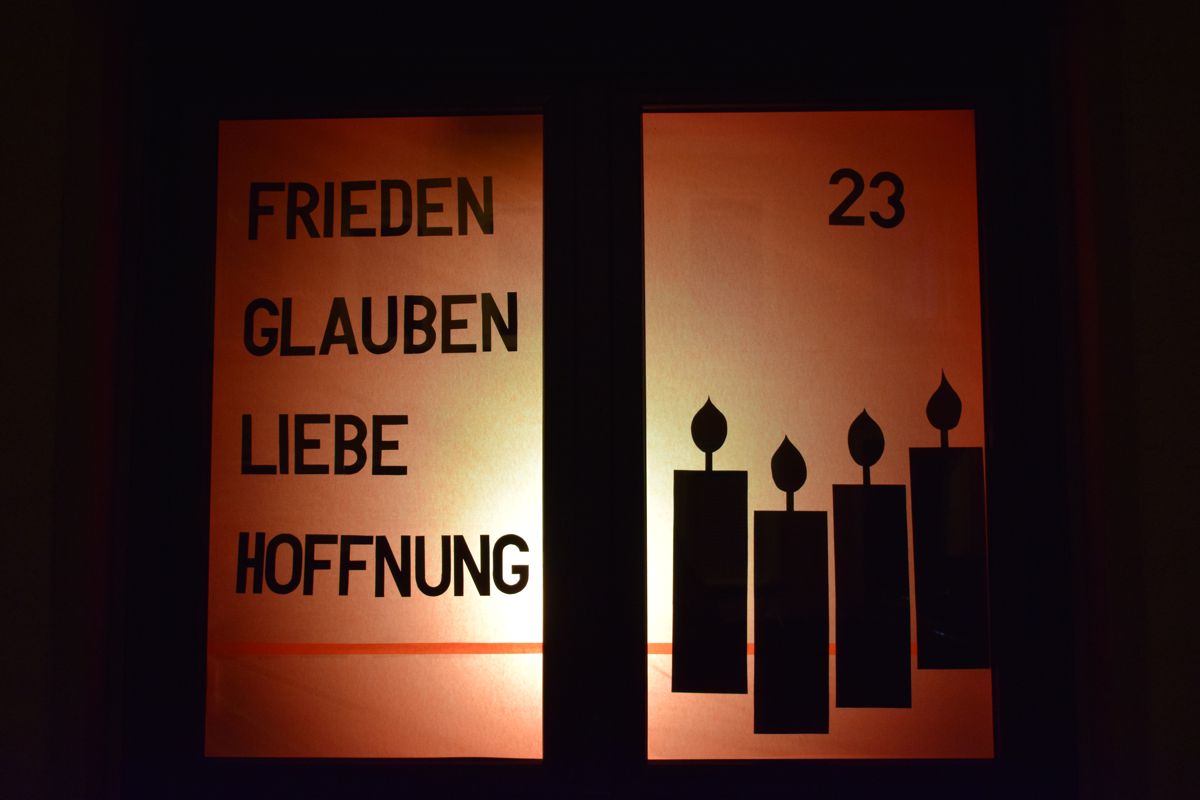 FRIEDEN
GLAUBEN
LIEBE
HOFFNUNG
23